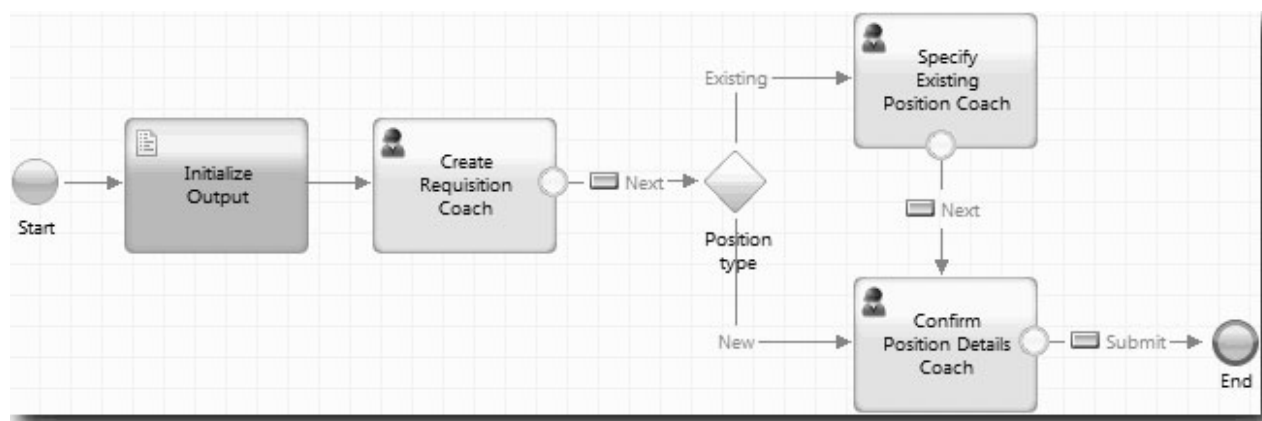 Start
Initialize
Output
Create
Requisition
Coach
Next
Position
type
Existing
Specify
Existing
Position Coach
Next
New
Confirm
Position Details
Coach
Submit
End